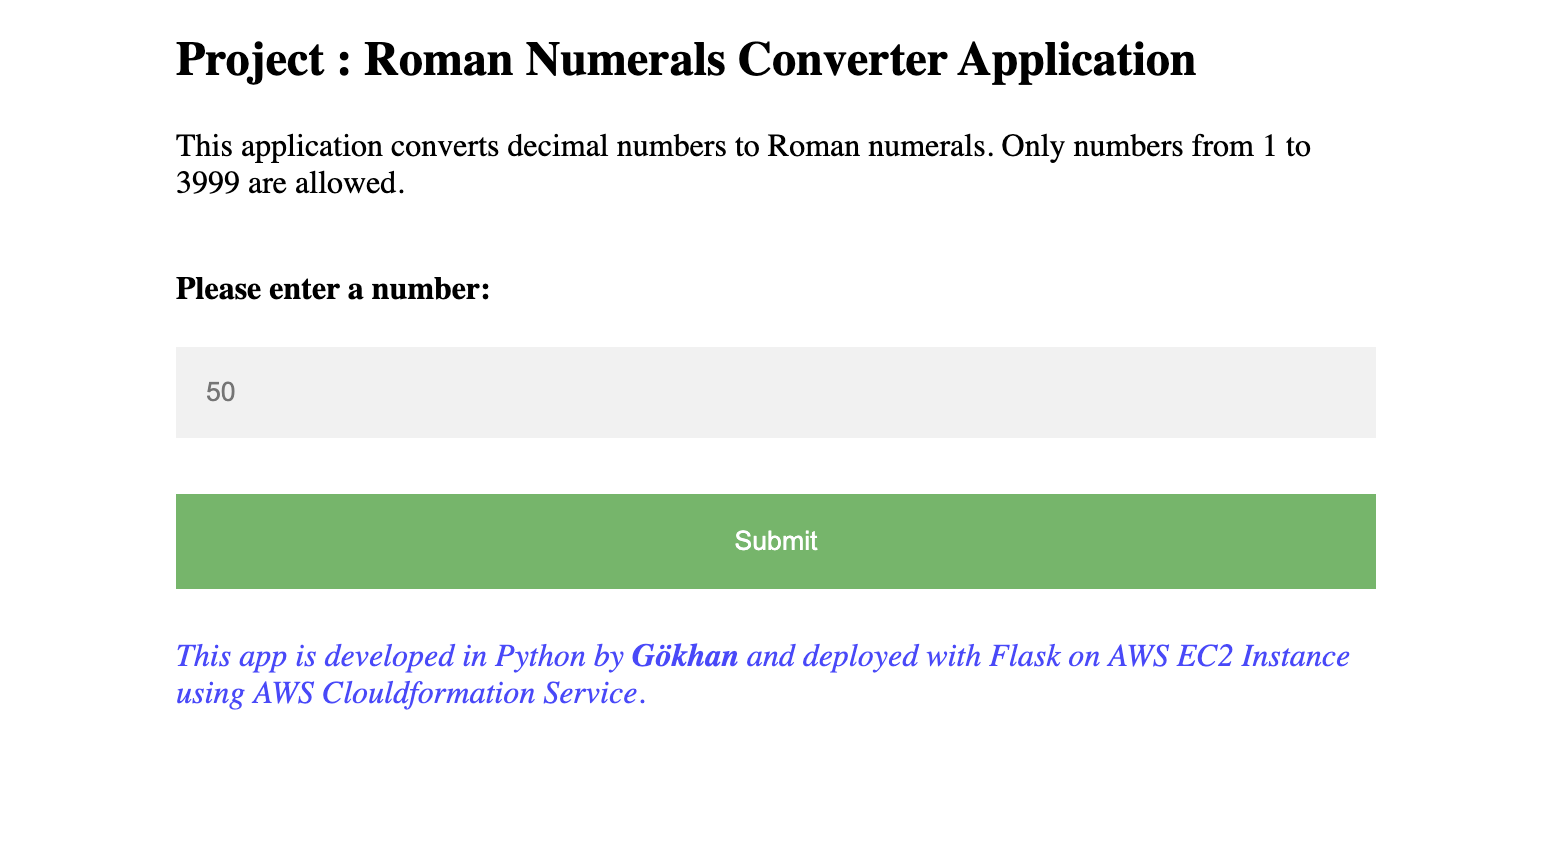 Project : Roman Numerals Converter Application
This application converts decimal numbers to Roman numerals. Only numbers from 1 to
3999 are allowed.
Please enter a number:
50
Submit
This app is developed in Python by Gökhan and deployed with Flask on AWS EC2 Instance
using AWS Clouldformation Service.